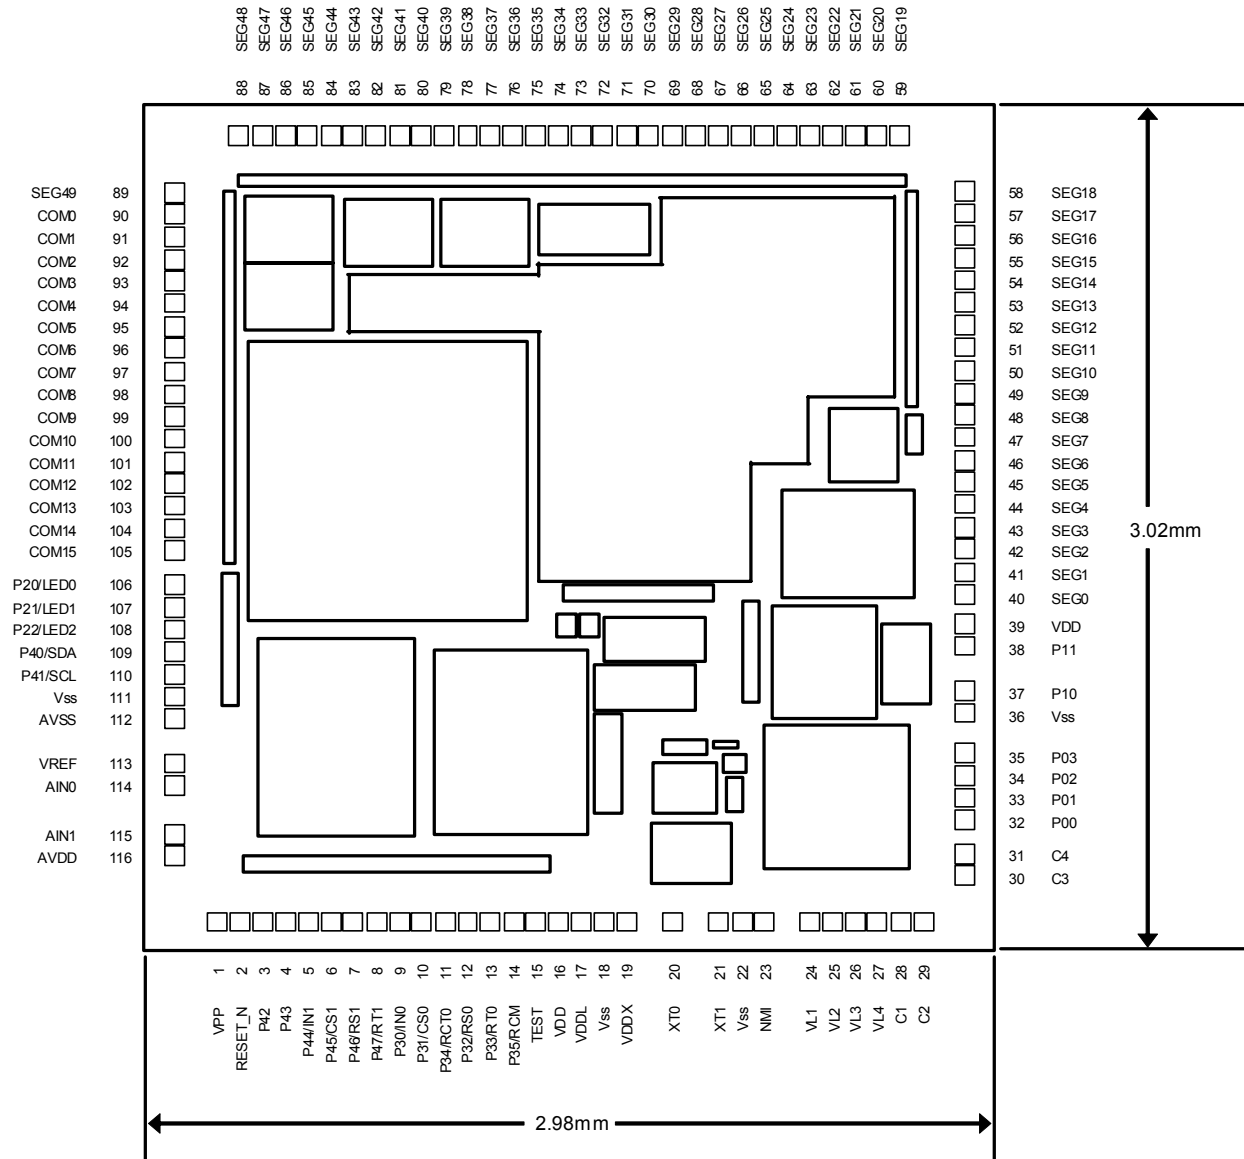 SEG48
SEG47
SEG46
SEG45
SEG44
SEG43
SEG42
SEG41
SEG40
SEG39
SEG38
SEG37
SEG36
SEG35
SEG34
SEG33
SEG32
SEG31
SEG30
SEG29
SEG28
SEG27
SEG26
SEG25
SEG24
SEG23
SEG22
SEG21
SEG20
SEG19
88
87
86
85
84
83
82
81
80
79
78
77
76
75
74
73
72
71
70
69
68
67
66
65
64
63
62
61
60
59
SEG49 89
COM0 90
COM1 91
COM2 92
COM3 93
COM4 94
COM5 95
COM6 96
COM7 97
COM8 98
COM9 99
COM10 100
COM11 101
COM12 102
COM13 103
COM14 104
COM15 105
P20/LED0 106
P21/LED1 107
P22/LED2 108
P40/SDA 109
P41/SCL 110
Vss 111
AVSS 112
VREF 113
AIN0 114
AIN1 115
AVDD 116
58 SEG18
57 SEG17
56 SEG16
55 SEG15
54 SEG14
53 SEG13
52 SEG12
51 SEG11
50 SEG10
49 SEG9
48 SEG8
47 SEG7
46 SEG6
45 SEG5
44 SEG4
43 SEG3
42 SEG2
41 SEG1
40 SEG0
39 VDD
38 P11
37 P10
36 Vss
35 P03
34 P02
33 P01
32 P00
31 C4
30 C3
3.02mm
1
2
3
4
5
6
7
8
9
10
11
12
13
14
15
16
17
18
19
20
21
22
23
24
25
26
27
28
29
VPP
RESET_N
P42
P43
P44/IN1
P45/CS1
P46/RS1
P47/RT1
P30/IN0
P31/CS0
P34/RCT0
P32/RS0
P33/RT0
P35/RCM
TEST
VDD
VDDL
Vss
VDDX
XT0
XT1
Vss
NMI
VL1
VL2
VL3
VL4
C1
C2
2.98mm